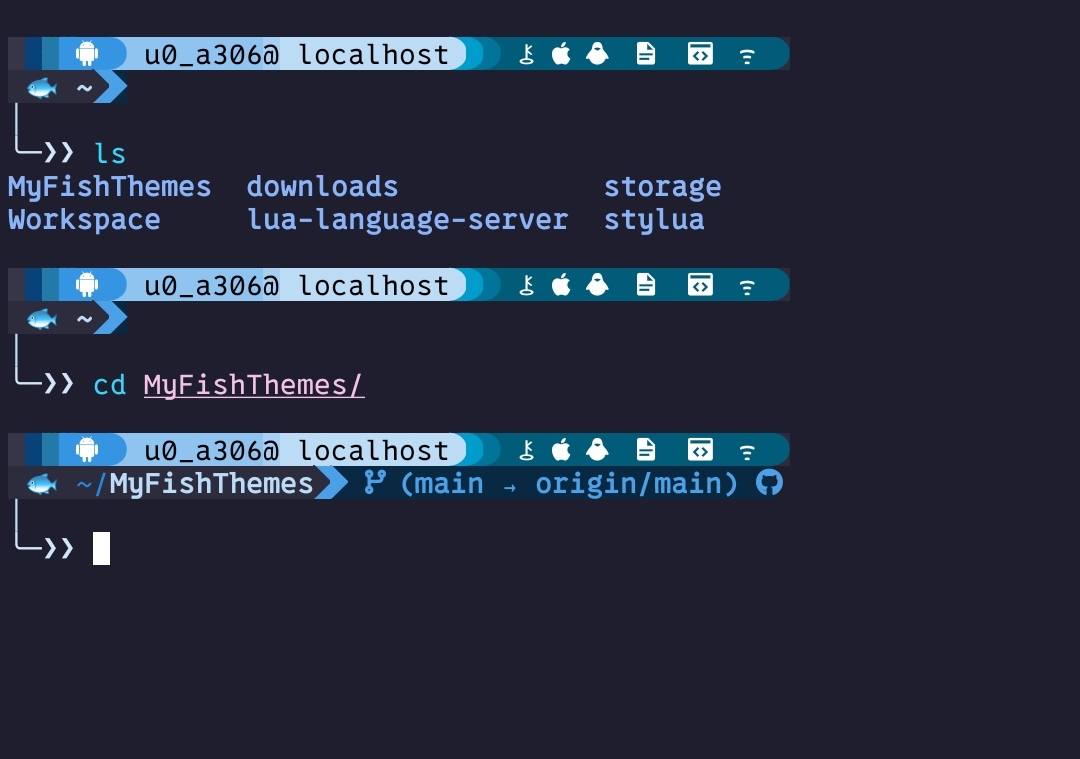 u0_a306@ localhost
~
❯❯ ls
MyFishThemes downloads storage
Workspace lua-language-server stylua
u0_a306@ localhost
~
❯❯ cd MyFishThemes/
u0_a306@ localhost
~/MyFishThemes (main → origin/main)
❯❯